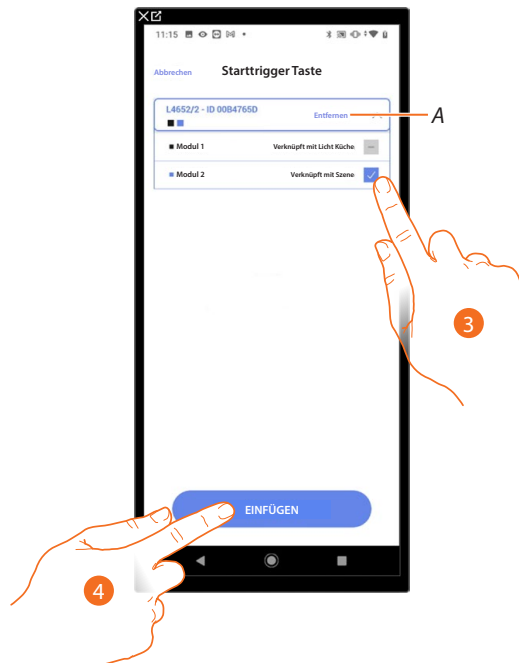 11:15
Abbrechen Starttrigger Taste
L4652/2 - ID 00B4765D Entfernen A
Modul 1 Verknüpft mit Licht Küche
Modul 2 Verknüpft mit Szene
3
EINFÜGEN
4